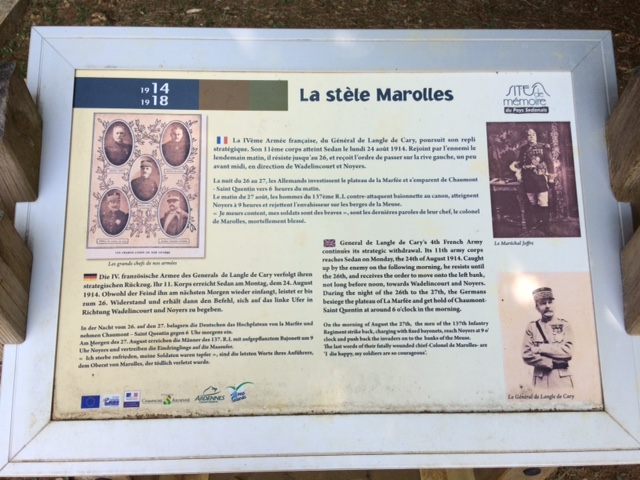 19 14
19 18
La stèle Marolles
SITES de
mémoire
du Pays Sedanais
La IVème Armée française, du Général de Langle de Cary, poursuit son repli
stratégique. Son 11ème corps atteint Sedan le lundi 24 août 1914. Rejoint par l'ennemi le
lendemain matin, il résiste jusqu'au 26, et reçoit l'ordre de passer sur la rive gauche, un peu
avant midi, en direction de Wadelincourt et Noyers.
La nuit du 26 au 27, les Allemands investissent le plateau de la Marfée et s'emparent de Chaumont
- Saint Quentin vers 6 heures du matin.
Le matin du 27 août, les hommes du 137ème R.I. contre-attaquent baïonnette au canon, atteignent
Noyers à 9 heures et rejettent l'envahisseur sur les berges de la Meuse.
« Je meurs content, mes soldats sont des braves », sont les dernières paroles de leur chef, le colonel
de Marolles, mortellement blessé.
Les grands chefs de nos armées
Le Maréchal Joffre
Die IV. französische Armee des Generals de Langle de Cary verfolgt ihren
strategischen Rückzug. Ihr 11. Korps erreicht Sedan am Montag, dem 24. August
1914. Obwohl der Feind ihn am nächsten Morgen wieder einfangt, leistet er bis
zum 26. Widerstand und erhält dann den Befehl, sich auf das linke Ufer in
Richtung Wadelincourt und Noyers zu begeben.
In der Nacht vom 26. auf den 27. belagern die Deutschen das Hochplateau von la Marfée und
nehmen Chaumont - Saint Quentin gegen 6 Uhr morgens ein.
Am Morgen des 27. August erreichen die Männer des 137. R.I. mit aufgepflanztem Bajonett um 9
Uhr Noyers und vertreiben die Eindringlinge auf die Maasufer.
« Ich sterbe zufrieden, meine Soldaten waren tapfer », sind die letzten Worte ihres Anführers,
dem Oberst von Marolles, der tödlich verletzt wurde.
General de Langle de Cary's 4th French Army
continues its strategic withdrawal. Its 11th army corps
reaches Sedan on Monday, the 24th of August 1914. Caught
up by the enemy on the following morning, he resists until
the 26th, and receives the order to move onto the left bank,
not long before noon, towards Wadelincourt and Noyers.
During the night of the 26th to the 27th, the Germans
besiege the plateau of La Marfée and get hold of Chaumont-
Saint Quentin at around 6 o'clock in the morning.
On the morning of August the 27th, the men of the 137th Infantry
Regiment strike back, charging with fixed bayonets, reach Noyers at 9 o'
clock and push back the invaders on to the banks of the Meuse.
The last words of their fatally wounded chief Colonel de Marolles- are
'I die happy, my soldiers are so courageous'.
Le Général de Langle de Cary
ARDENNES